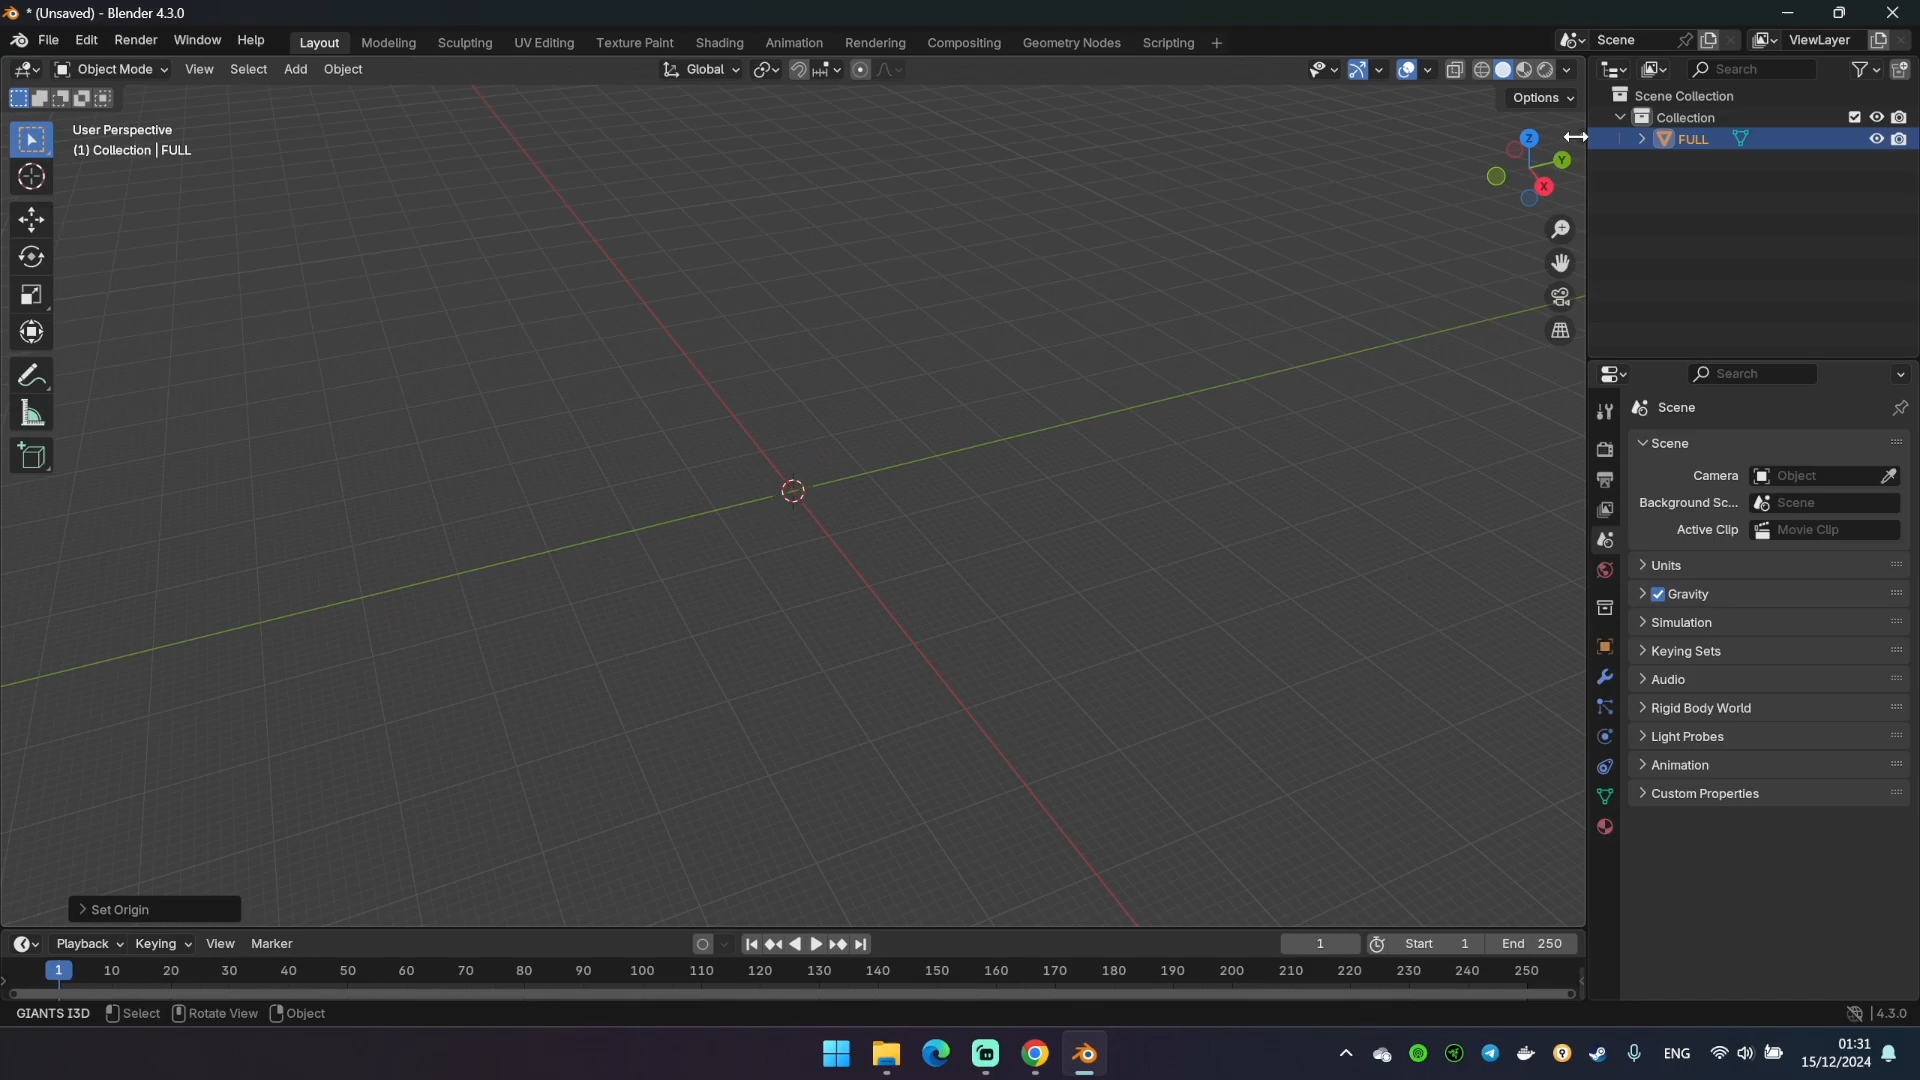 * (Unsaved) - Blender 4.3.0
File Edit Render Window Help Layout Modeling Sculpting UV Editing Texture Paint Shading Animation Rendering Compositing Geometry Nodes Scripting + Scene ViewLayer
Object Mode View Select Add Object Global Search
Options
Scene Collection
Collection
FULL
User Perspective
(1) Collection | FULL
Z
Y
X
Search
Scene
Scene
Camera Object
Background Sc... Scene
Active Clip Movie Clip
Units
Gravity
Simulation
Keying Sets
Audio
Rigid Body World
Light Probes
Animation
Custom Properties
Set Origin
Playback Keying View Marker 1 Start 1 End 250
1 10 20 30 40 50 60 70 80 90 100 110 120 130 140 150 160 170 180 190 200 210 220 230 240 250
GIANTS I3D Select Rotate View Object 4.3.0
ENG
01:31
15/12/2024